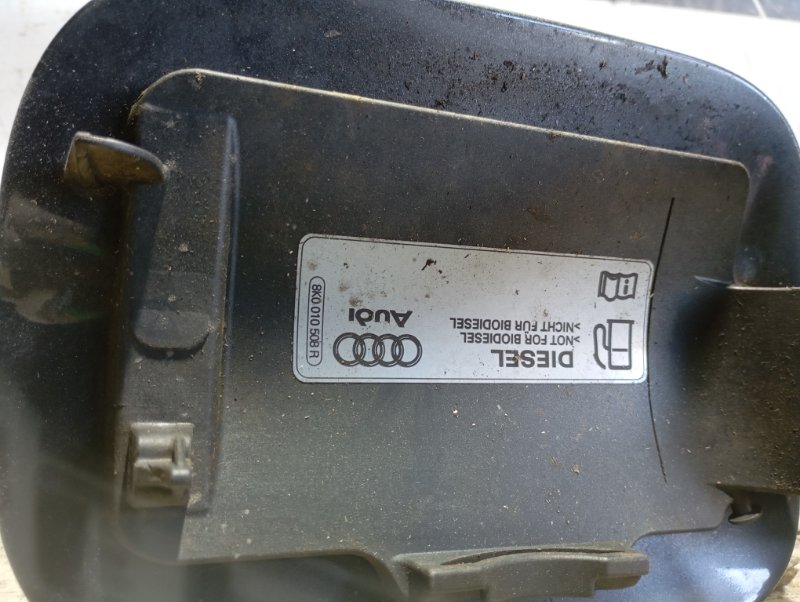 DIESEL
>NOT FOR BIODIESEL
>NICHT FÜR BIODIESEL
Audi
8K0 010 508 R